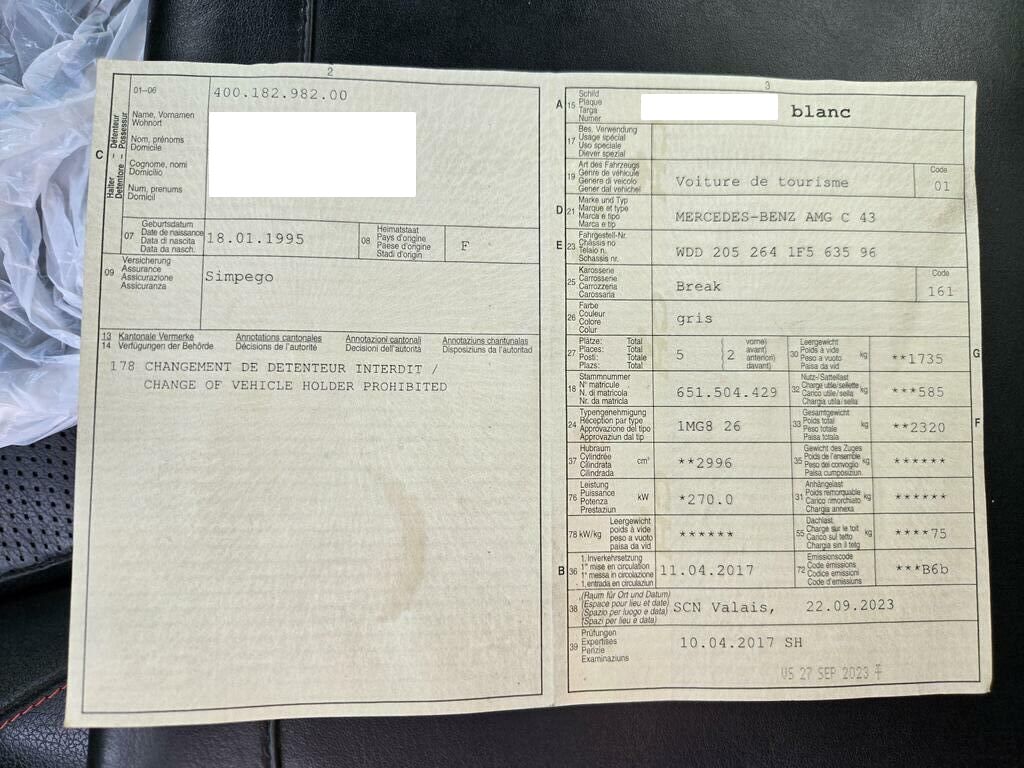 2
01–06
400.182.982.00
C
Halter – Détenteur
Detentore – Possessur
Name, Vornamen
Wohnort
Nom, prénoms
Domicile
Cognome, nomi
Domicilio
Num, prenums
Domicil
07
Geburtsdatum
Date de naissance
Data di nascita
Data da nasch.
18.01.1995
08
Heimatstaat
Pays d'origine
Paese d'origine
Stadi d'origin
F
09
Versicherung
Assurance
Assicurazione
Assicuranza
Simpego
13 Kantonale Vermerke Annotations cantonales Annotazioni cantonali Annotaziuns chantunalas
14 Verfügungen der Behörde Décisions de l'autorité Decisioni dell'autorità Disposiziuns da l'autoritad
178 CHANGEMENT DE DETENTEUR INTERDIT /
CHANGE OF VEHICLE HOLDER PROHIBITED
3
A 15
Schild
Plaque
Targa
Numer
blanc
17
Bes. Verwendung
Usage spécial
Uso speciale
Diever spezial
19
Art des Fahrzeugs
Genre de véhicule
Genere di veicolo
Gener dal vehichel
Voiture de tourisme
Code
01
D 21
Marke und Typ
Marque et type
Marca e tipo
Marca e tip
MERCEDES-BENZ AMG C 43
E 23
Fahrgestell-Nr.
Châssis no
Telaio n.
Schassis nr.
WDD 205 264 1F5 635 96
25
Karosserie
Carrosserie
Carrozzeria
Carossaria
Break
Code
161
26
Farbe
Couleur
Colore
Colur
gris
27
Plätze: Total
Places: Total
Posti: Totale
Plazs: Total
5
2
vorne)
avant)
anteriori)
davant)
30
Leergewicht
Poids à vide
Peso a vuoto
Paisa da vid
kg
**1735
G
18
Stammnummer
N° matricule
N. di matricola
Nr. da matricla
651.504.429
32
Nutz-/Sattellast
Charge utile/sellette
Carico utile/sella
Chargia utila/sella
kg
***585
24
Typengenehmigung
Réception par type
Approvazione del tipo
Approvaziun dal tip
1MG8 26
33
Gesamtgewicht
Poids total
Peso totale
Paisa totala
kg
**2320
F
37
Hubraum
Cylindrée
Cilindrata
Cilindrada
cm³
**2996
35
Gewicht des Zuges
Poids de l'ensemble
Peso del convoglio
Paisa cumposiziun.
kg
******
76
Leistung
Puissance
Potenza
Prestaziun
kW
*270.0
31
Anhängelast
Poids remorquable
Carico rimorchiato
Chargia annexa
kg
******
78 kW/kg
Leergewicht
poids à vide
peso a vuoto
paisa da vid
******
55
Dachlast
Charge sur le toit
Carico sul tetto
Chargia sin il tetg
kg
****75
B 36
1. Inverkehrsetzung
1re mise en circulation
1a messa in circolazione
1. entrada en circulaziun
11.04.2017
72
Emissionscode
Code émissions
Codice emissioni
Code d'emissiuns
***B6b
38
(Raum für Ort und Datum)
(Espace pour lieu et date)
(Spazio per luogo e data)
(Spazi per lieu e data)
SCN Valais, 22.09.2023
39
Prüfungen
Expertises
Perizie
Examinaziuns
10.04.2017 SH
US 27 SEP 2023